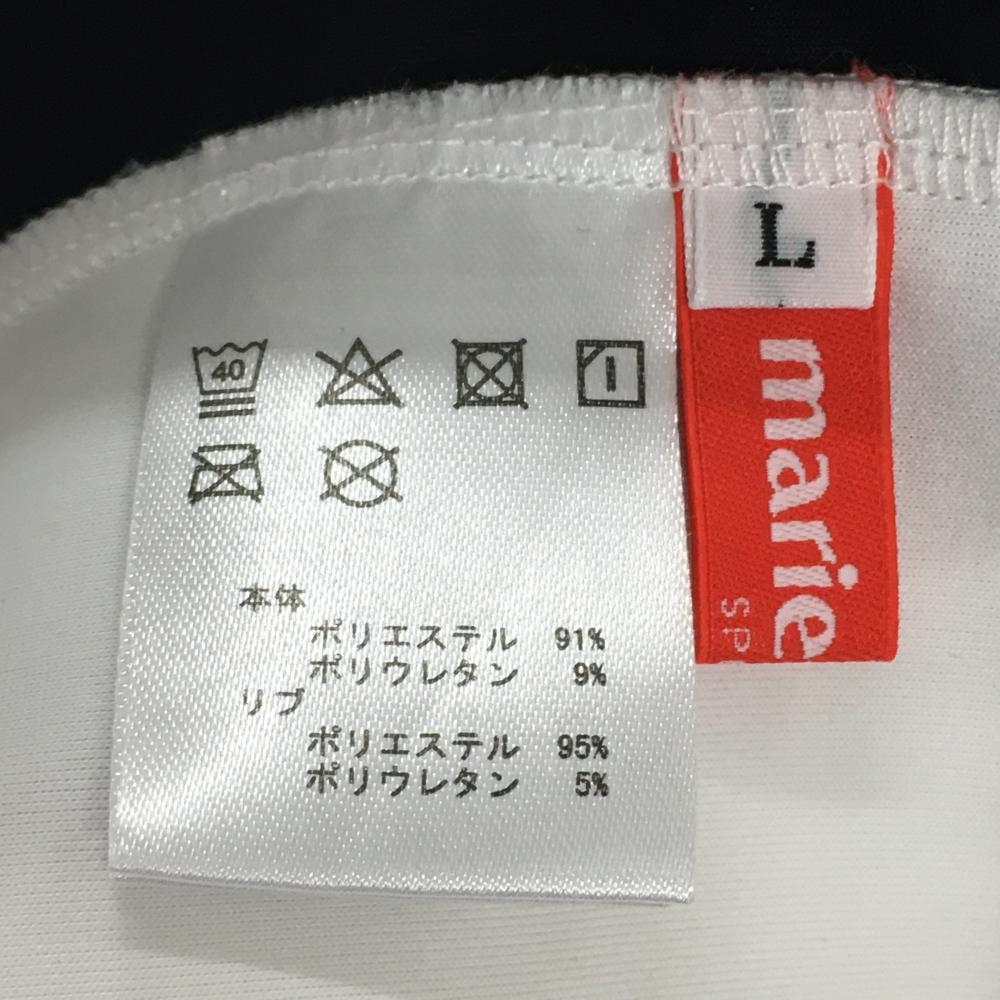 L
marie
SP
40
本体
ポリエステル 91%
ポリウレタン 9%
リブ
ポリエステル 95%
ポリウレタン 5%